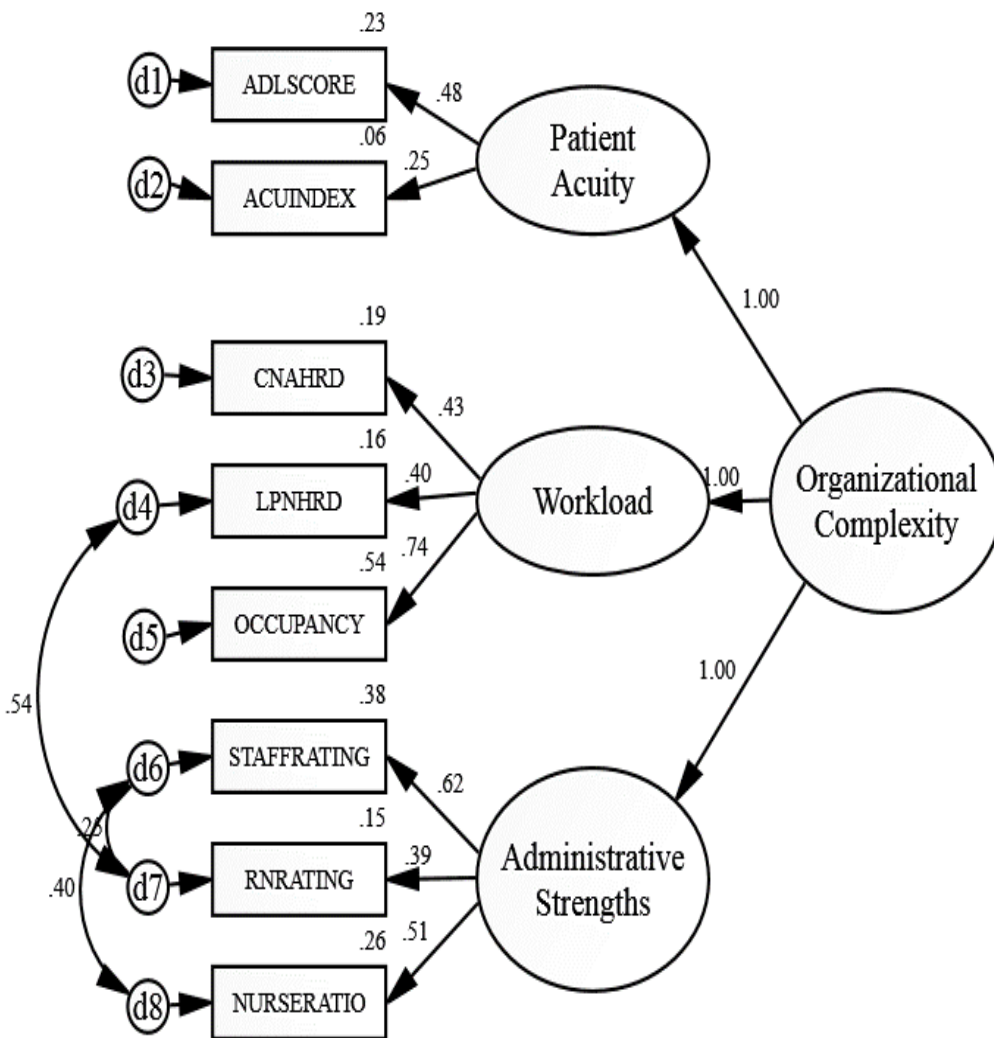 .23
d1
ADLSCORE
.48
.06
d2
ACUINDEX
.25
Patient
Acuity
1.00
.19
d3
CNAHRD
.43
.16
d4
LPNHRD
.40
Workload
1.00
Organizational
Complexity
.54
.74
d5
OCCUPANCY
1.00
.54
.38
d6
STAFFRATING
.62
.15
d7
RNRATING
.39
Administrative
Strengths
.40
.26
.51
d8
NURSERATIO